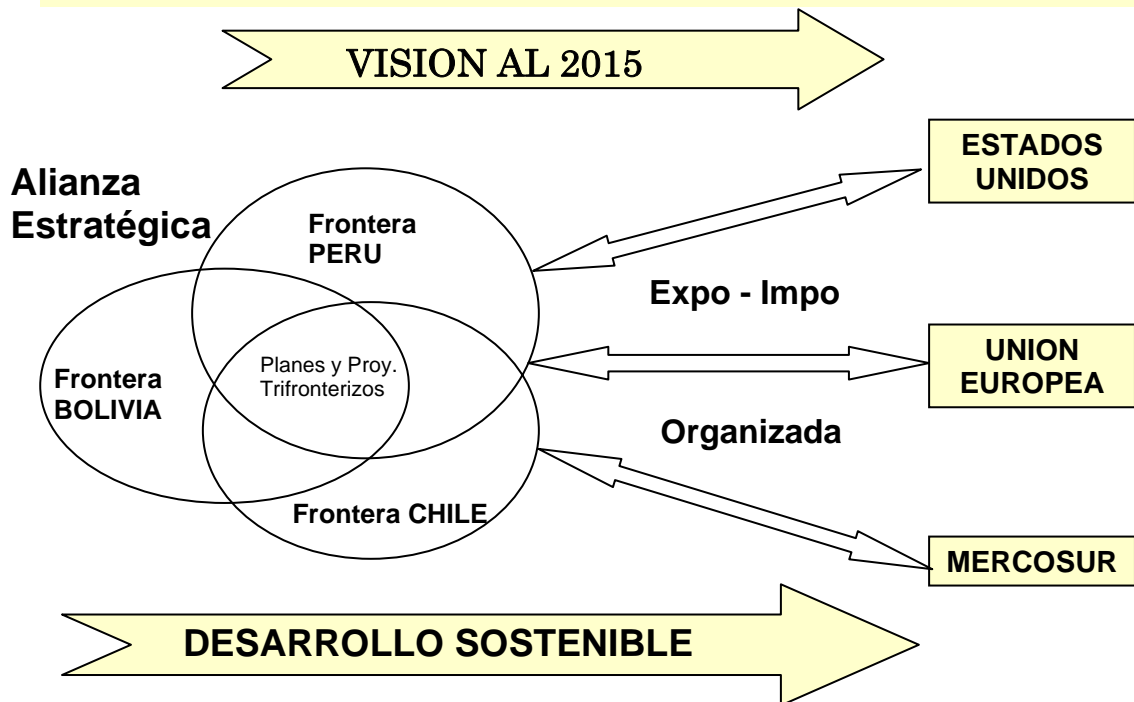 VISION AL 2015
ESTADOS
UNIDOS
Alianza
Estratégica
Frontera
PERU
Expo - Impo
Planes y Proy.
Trifronterizos
Frontera
BOLIVIA
UNION
EUROPEA
Organizada
Frontera CHILE
MERCOSUR
DESARROLLO SOSTENIBLE